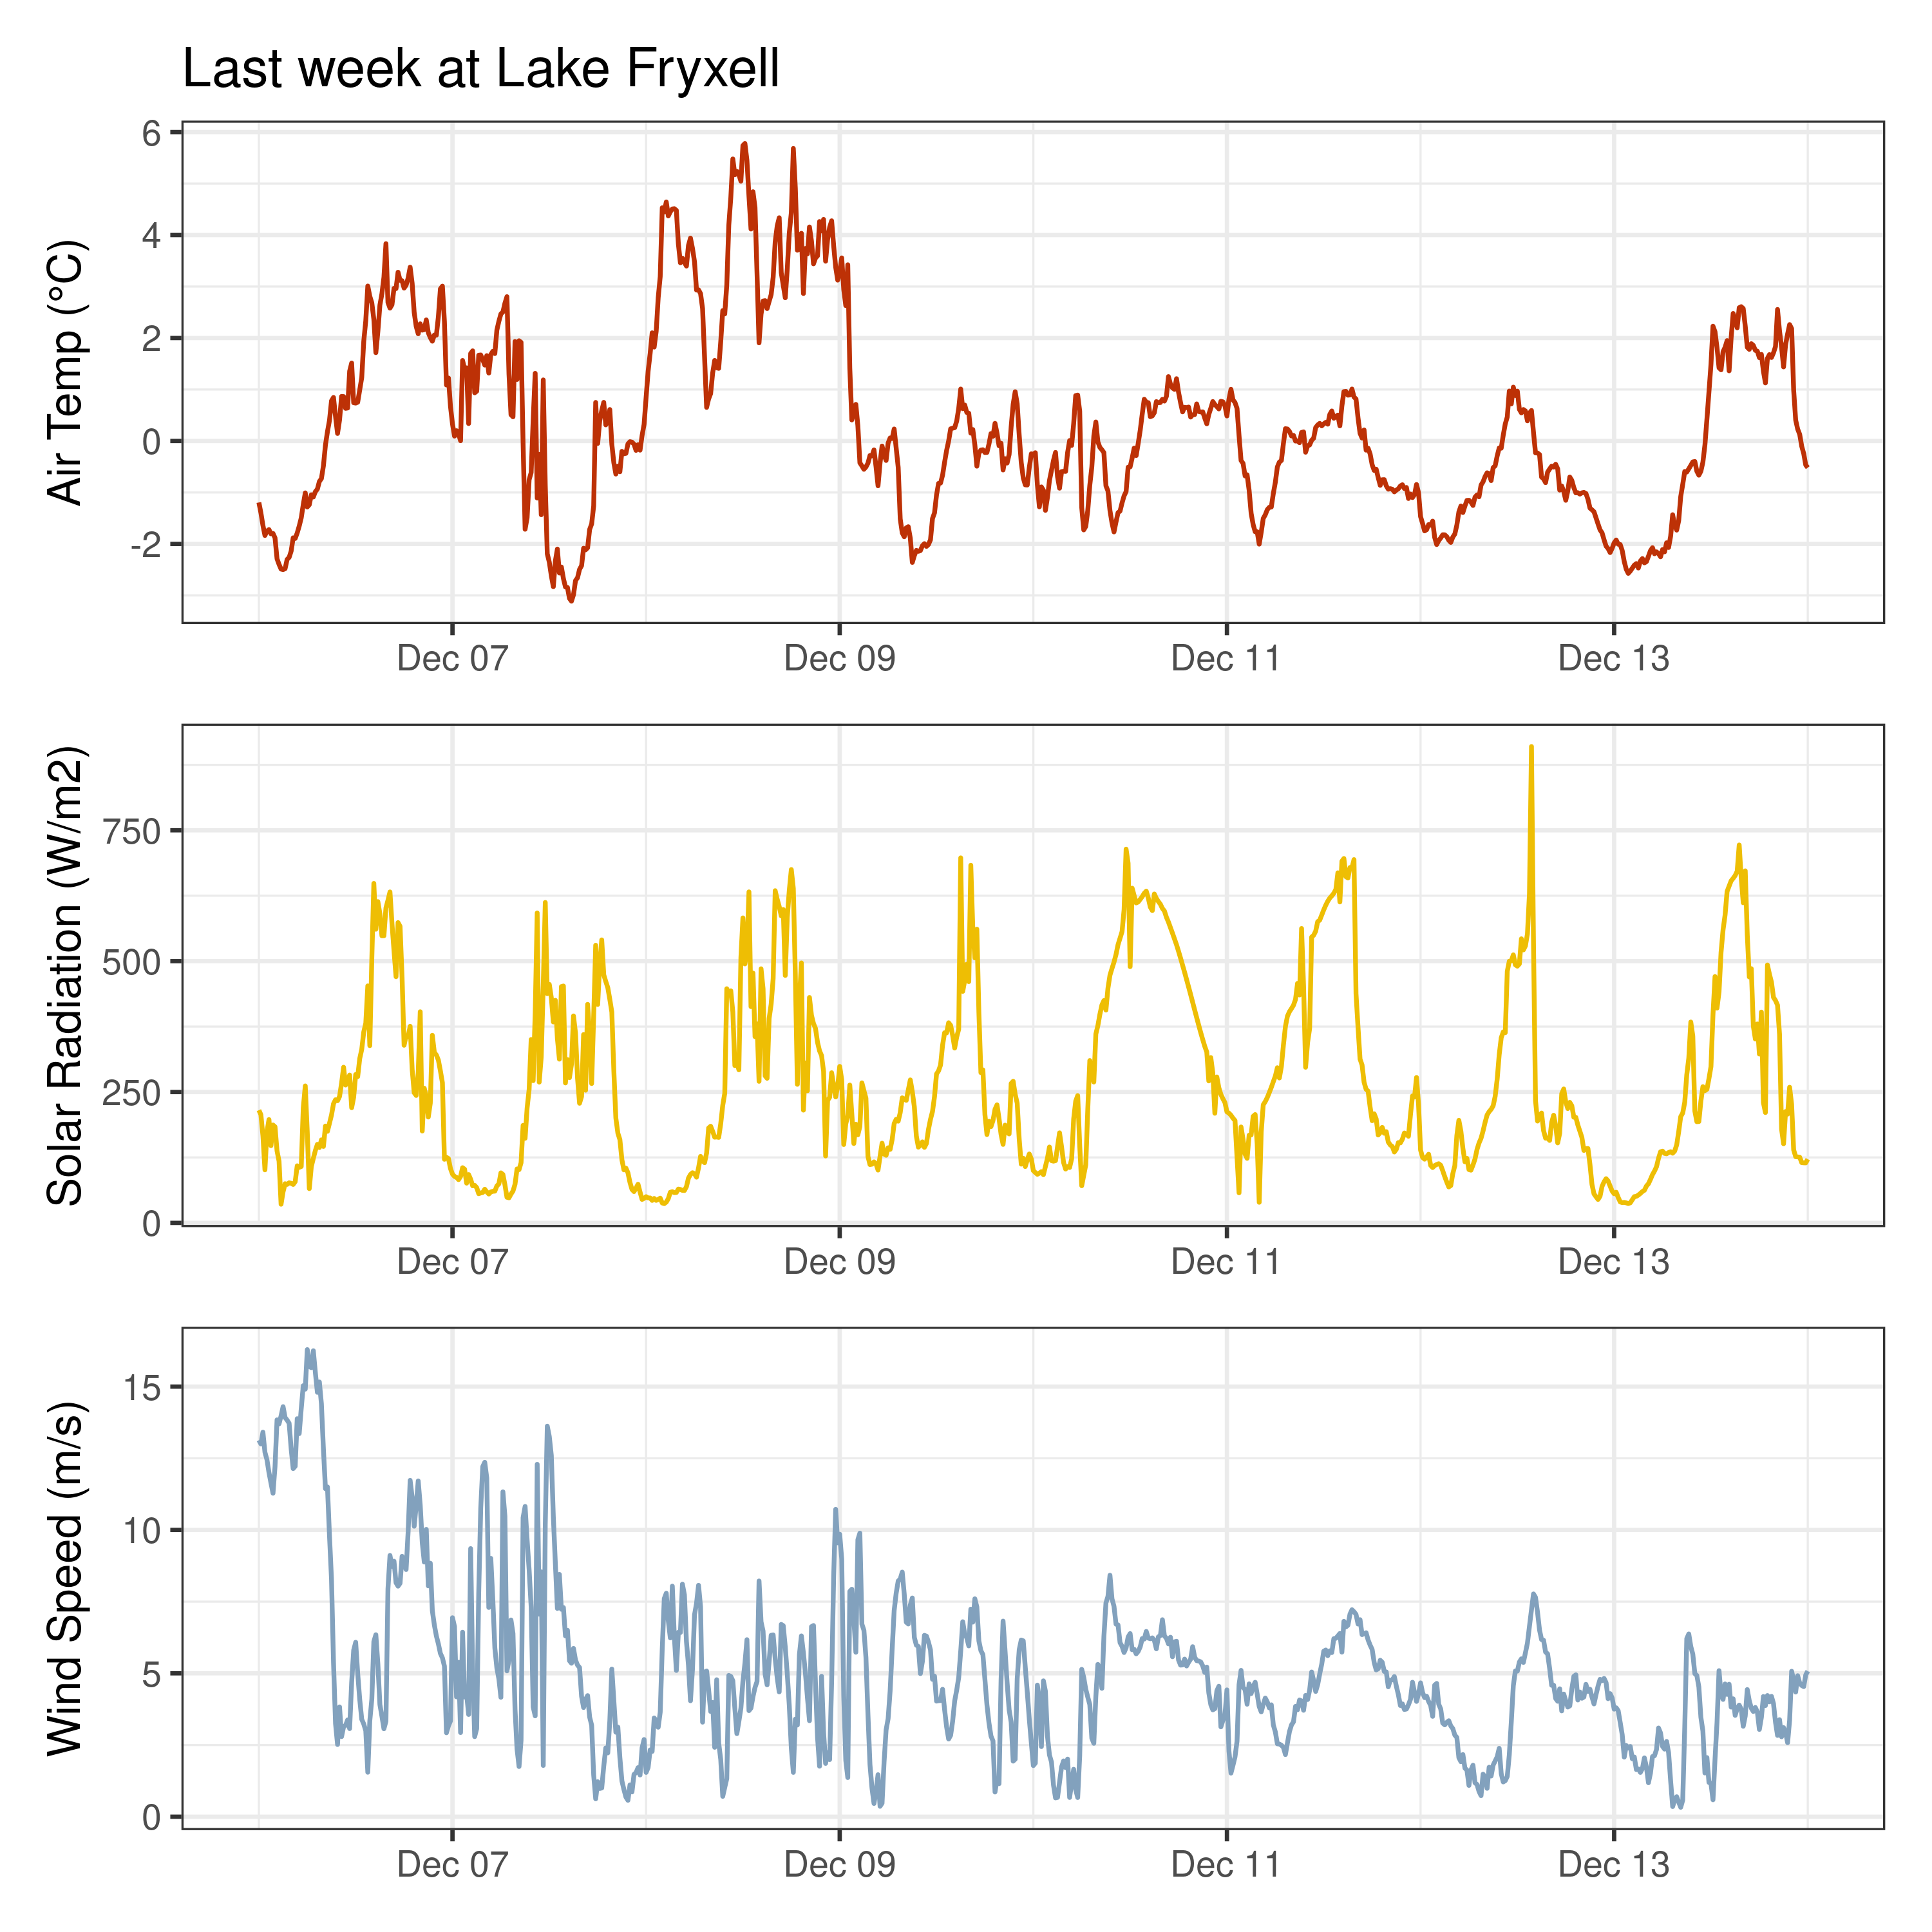 Last week at Lake Fryxell
Air Temp (°C)
6
4
2
0
-2
Dec 07 Dec 09 Dec 11 Dec 13
Solar Radiation (W/m2)
750
500
250
0
Dec 07 Dec 09 Dec 11 Dec 13
Wind Speed (m/s)
15
10
5
0
Dec 07 Dec 09 Dec 11 Dec 13